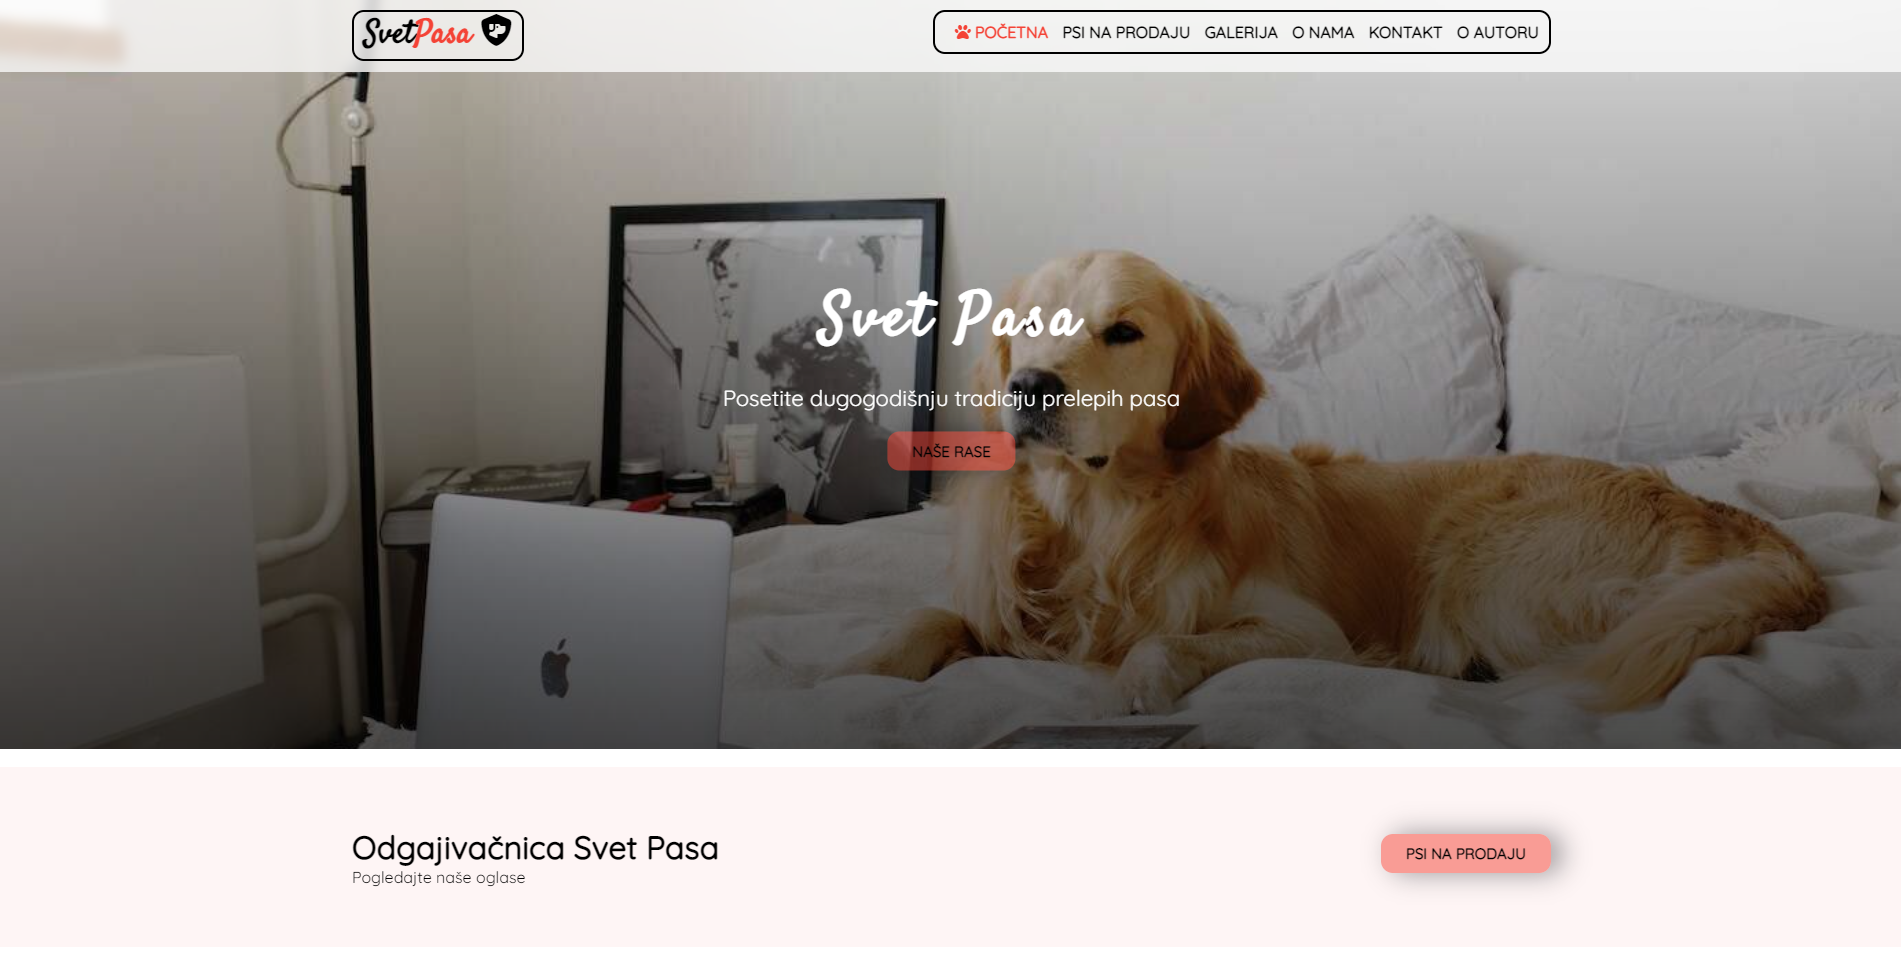 SvetPasa
POČETNA PSI NA PRODAJU GALERIJA O NAMA KONTAKT O AUTORU
Svet Pasa
Posetite dugogodišnju tradiciju prelepih pasa
NAŠE RASE
Odgajivačnica Svet Pasa
Pogledajte naše oglase
PSI NA PRODAJU